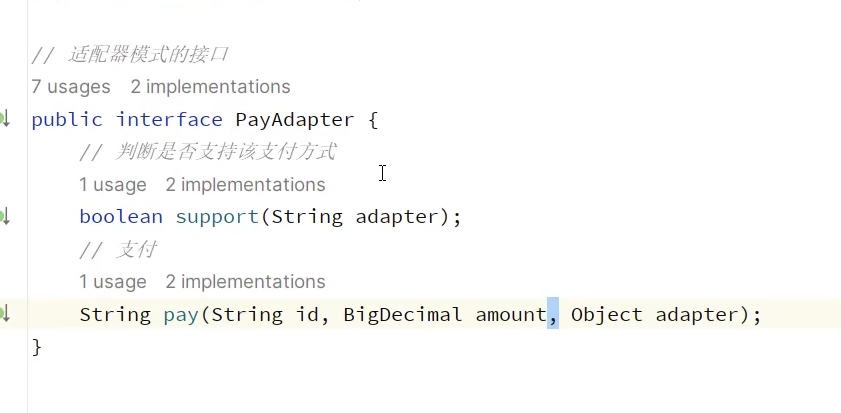 // 适配器模式的接口
7 usages 2 implementations
public interface PayAdapter {
// 判断是否支持该支付方式
1 usage 2 implementations
boolean support(String adapter);
// 支付
1 usage 2 implementations
String pay(String id, BigDecimal amount, Object adapter);
}